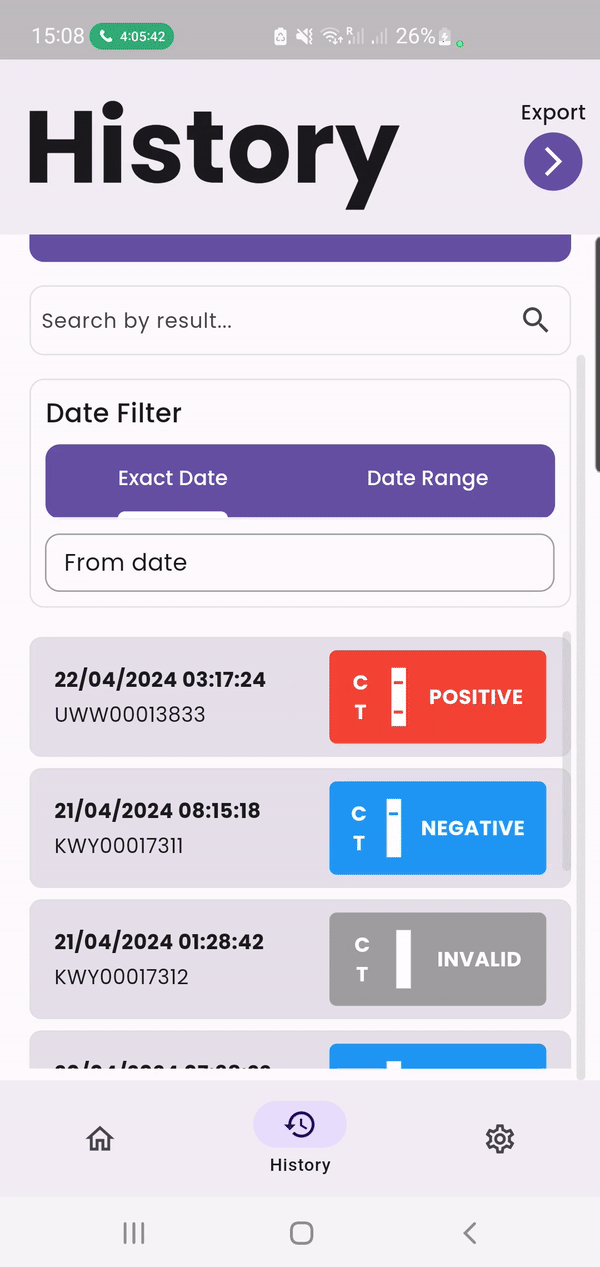 15:08 4:05:42 R 26%
History
Export
Search by result...
Date Filter
Exact Date Date Range
From date
22/04/2024 03:17:24
UWW00013833
C
T
POSITIVE
21/04/2024 08:15:18
KWY00017311
C
T
NEGATIVE
21/04/2024 01:28:42
KWY00017312
C
T
INVALID
History